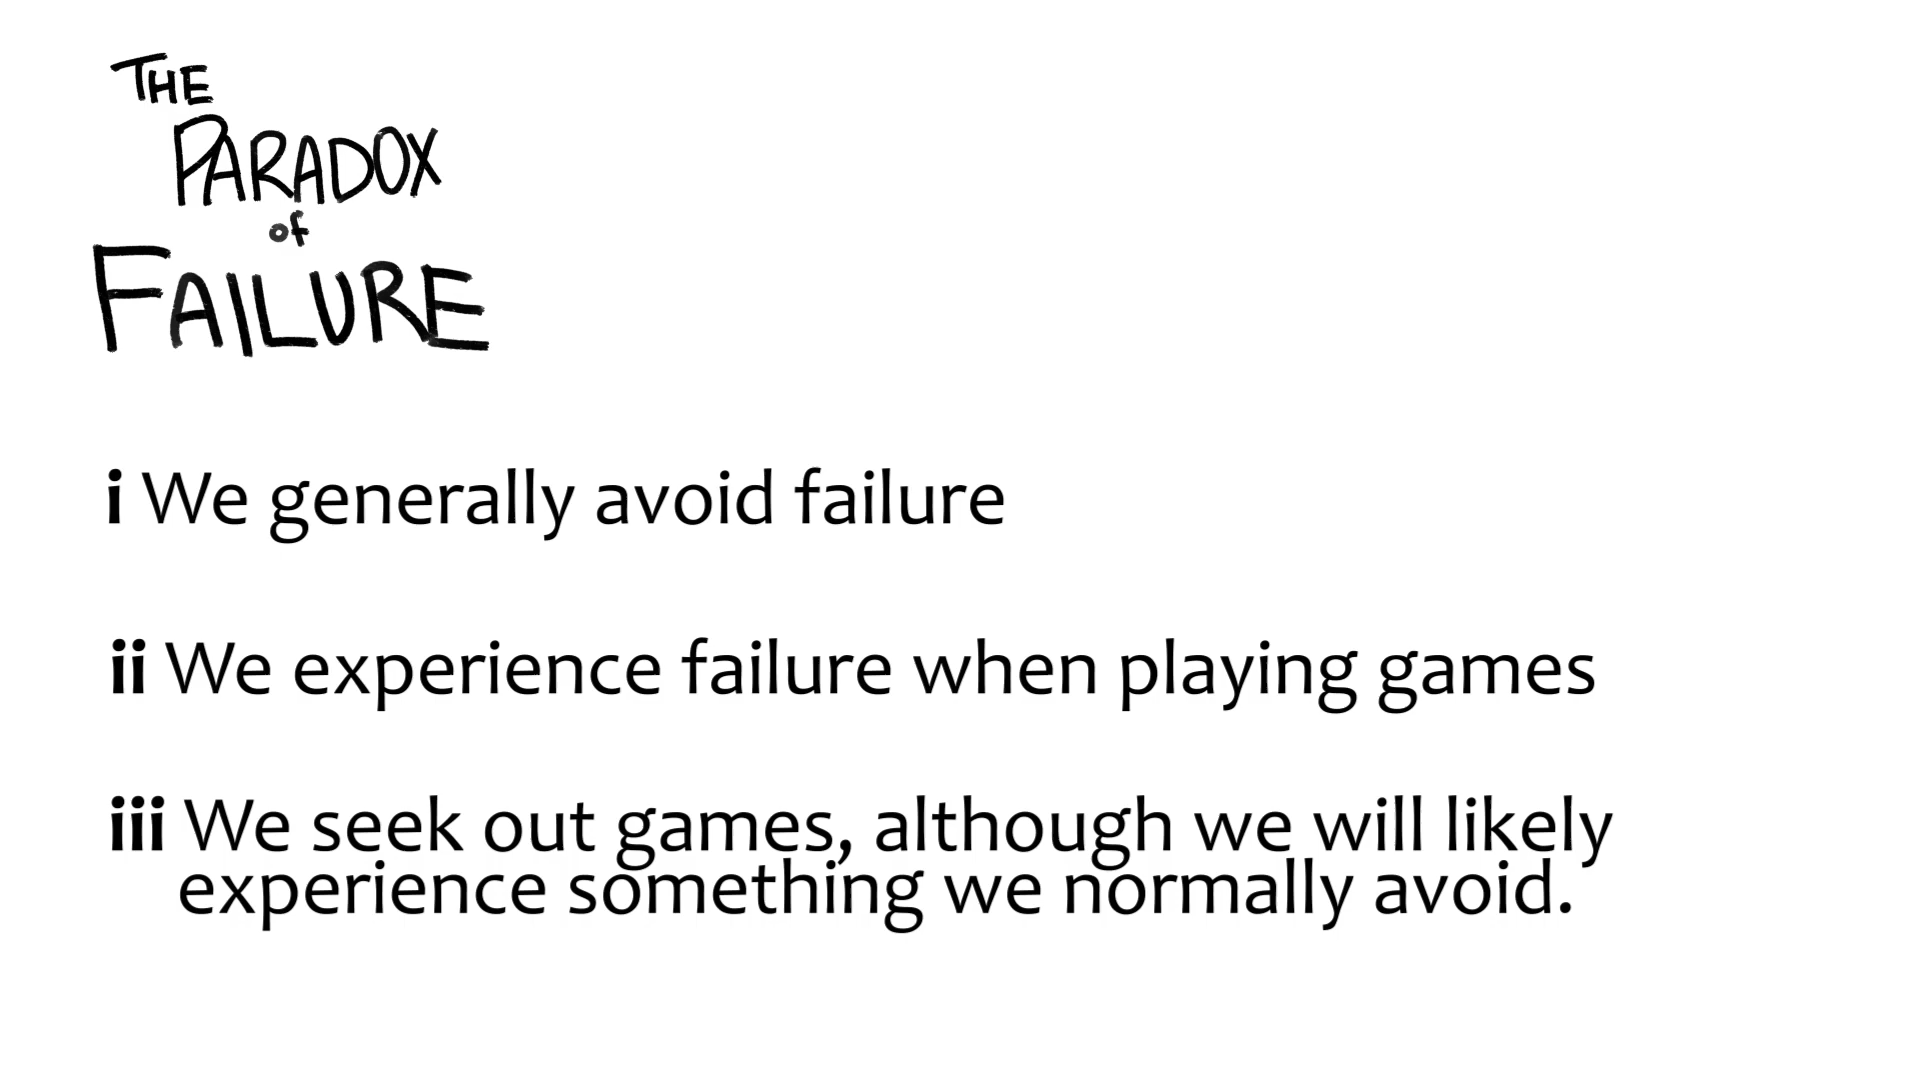 THE
PARADOX
of
FAILURE
i We generally avoid failure
ii We experience failure when playing games
iii We seek out games, although we will likely
experience something we normally avoid.